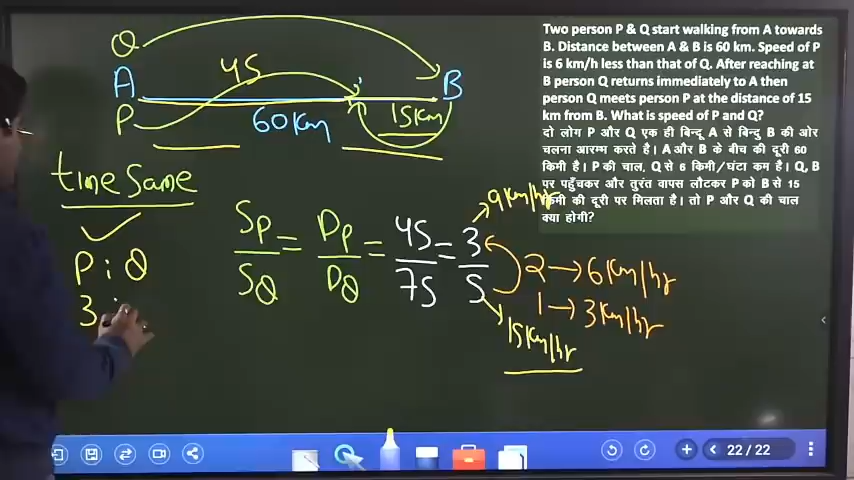 Two person P & Q start walking from A towards
B. Distance between A & B is 60 km. Speed of P
is 6 km/h less than that of Q. After reaching at
B person Q returns immediately to A then
person Q meets person P at the distance of 15
km from B. What is speed of P and Q?
दो लोग P और Q एक ही बिन्दू A से बिन्दु B की ओर
चलना आरम्भ करते है। A और B के बीच की दूरी 60
किमी है। P की चाल, Q से 6 किमी/घंटा कम है। Q, B
पर पहुँचकर और तुरंत वापस लौटकर P को B से 15
किमी की दूरी पर मिलता है। तो P और Q की चाल
क्या होगी?
Q
A 45 B
P 60Km 15Km
time Same
P : Q
3 :
SP/SQ = DP/DQ = 45/75 = 3/5
9Km/hr
2 → 6Km/hr
1 → 3Km/hr
15Km/hr
22 / 22